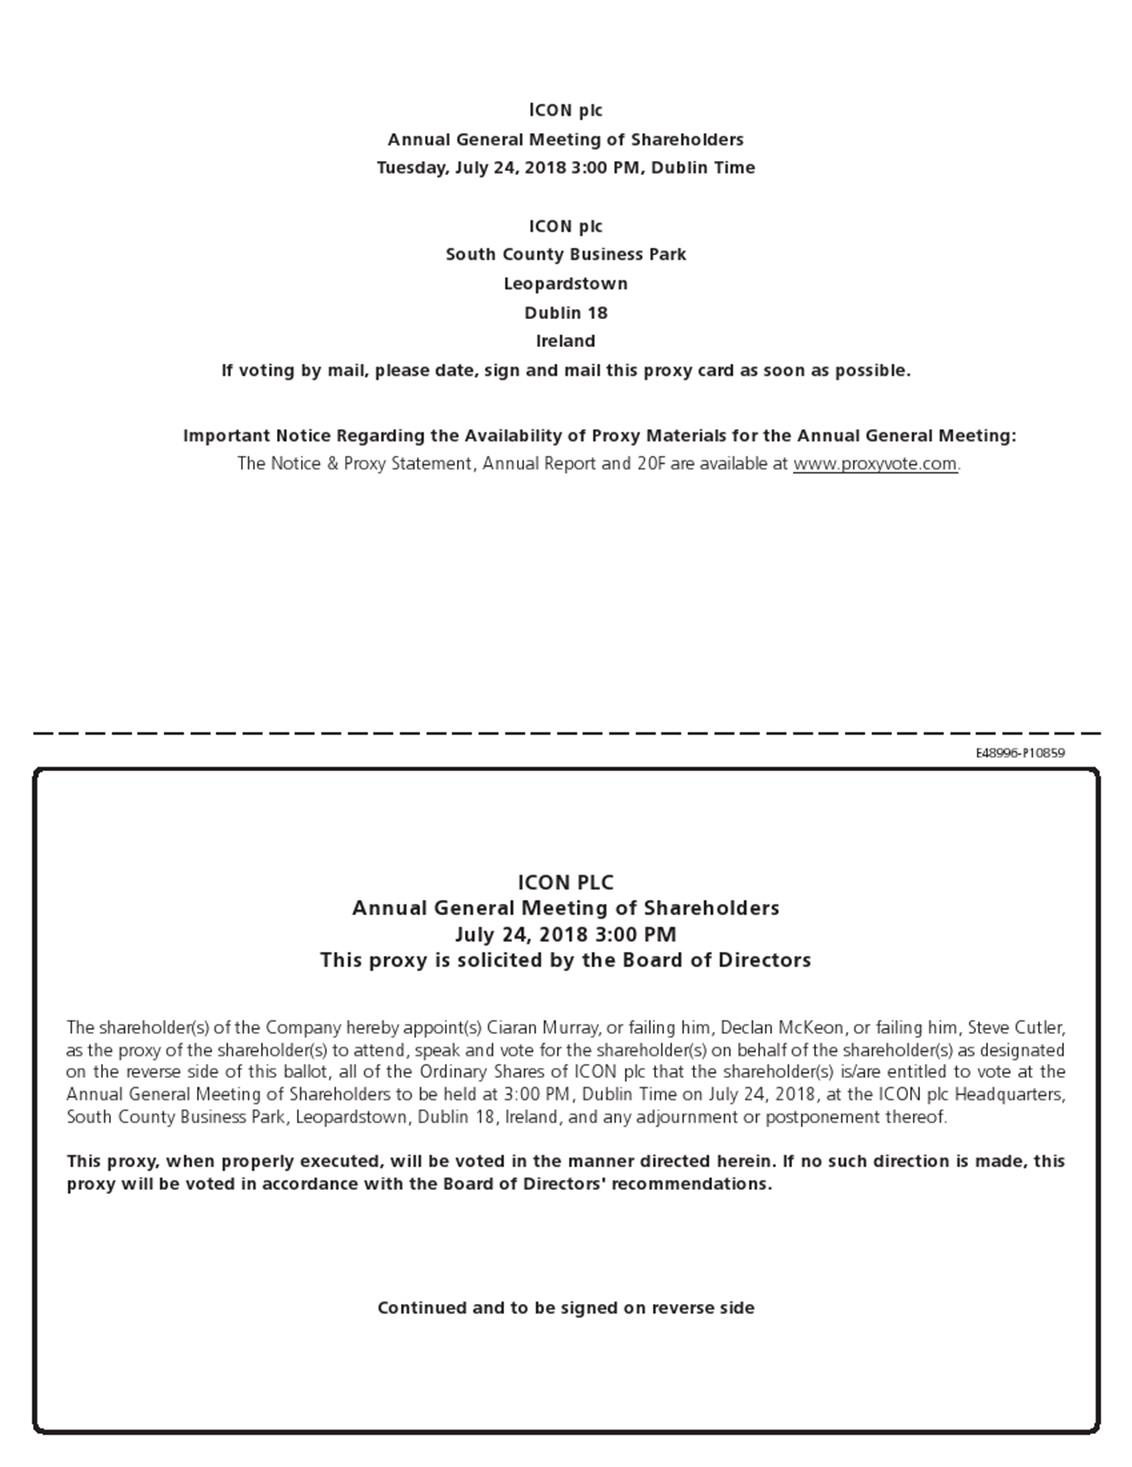 ICON plc
Annual General Meeting of Shareholders
Tuesday, July 24, 2018 3:00 PM, Dublin Time
ICON plc
South County Business Park
Leopardstown
Dublin 18
Ireland
If voting by mail, please date, sign and mail this proxy card as soon as possible.
Important Notice Regarding the Availability of Proxy Materials for the Annual General Meeting:
The Notice & Proxy Statement, Annual Report and 20F are available at www.proxyvote.com.
E48996-P10859
ICON PLC
Annual General Meeting of Shareholders
July 24, 2018 3:00 PM
This proxy is solicited by the Board of Directors
The shareholder(s) of the Company hereby appoint(s) Ciaran Murray, or failing him, Declan McKeon, or failing him, Steve Cutler,
as the proxy of the shareholder(s) to attend, speak and vote for the shareholder(s) on behalf of the shareholder(s) as designated
on the reverse side of this ballot, all of the Ordinary Shares of ICON plc that the shareholder(s) is/are entitled to vote at the
Annual General Meeting of Shareholders to be held at 3:00 PM, Dublin Time on July 24, 2018, at the ICON plc Headquarters,
South County Business Park, Leopardstown, Dublin 18, Ireland, and any adjournment or postponement thereof.
This proxy, when properly executed, will be voted in the manner directed herein. If no such direction is made, this
proxy will be voted in accordance with the Board of Directors' recommendations.
Continued and to be signed on reverse side